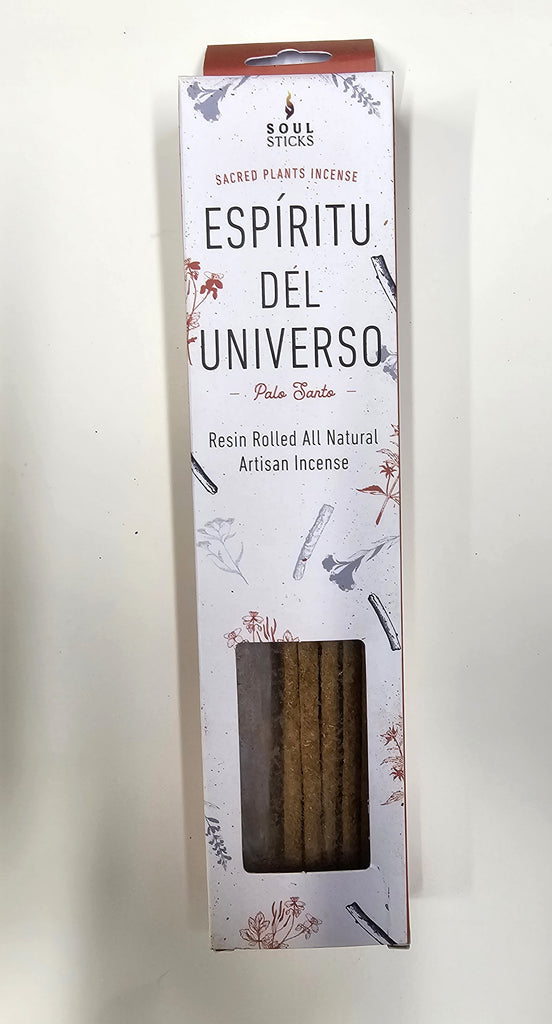 SOUL
STICKS
SACRED PLANTS INCENSE
ESPÍRITU
DÉL
UNIVERSO
– Palo Santo –
Resin Rolled All Natural
Artisan Incense